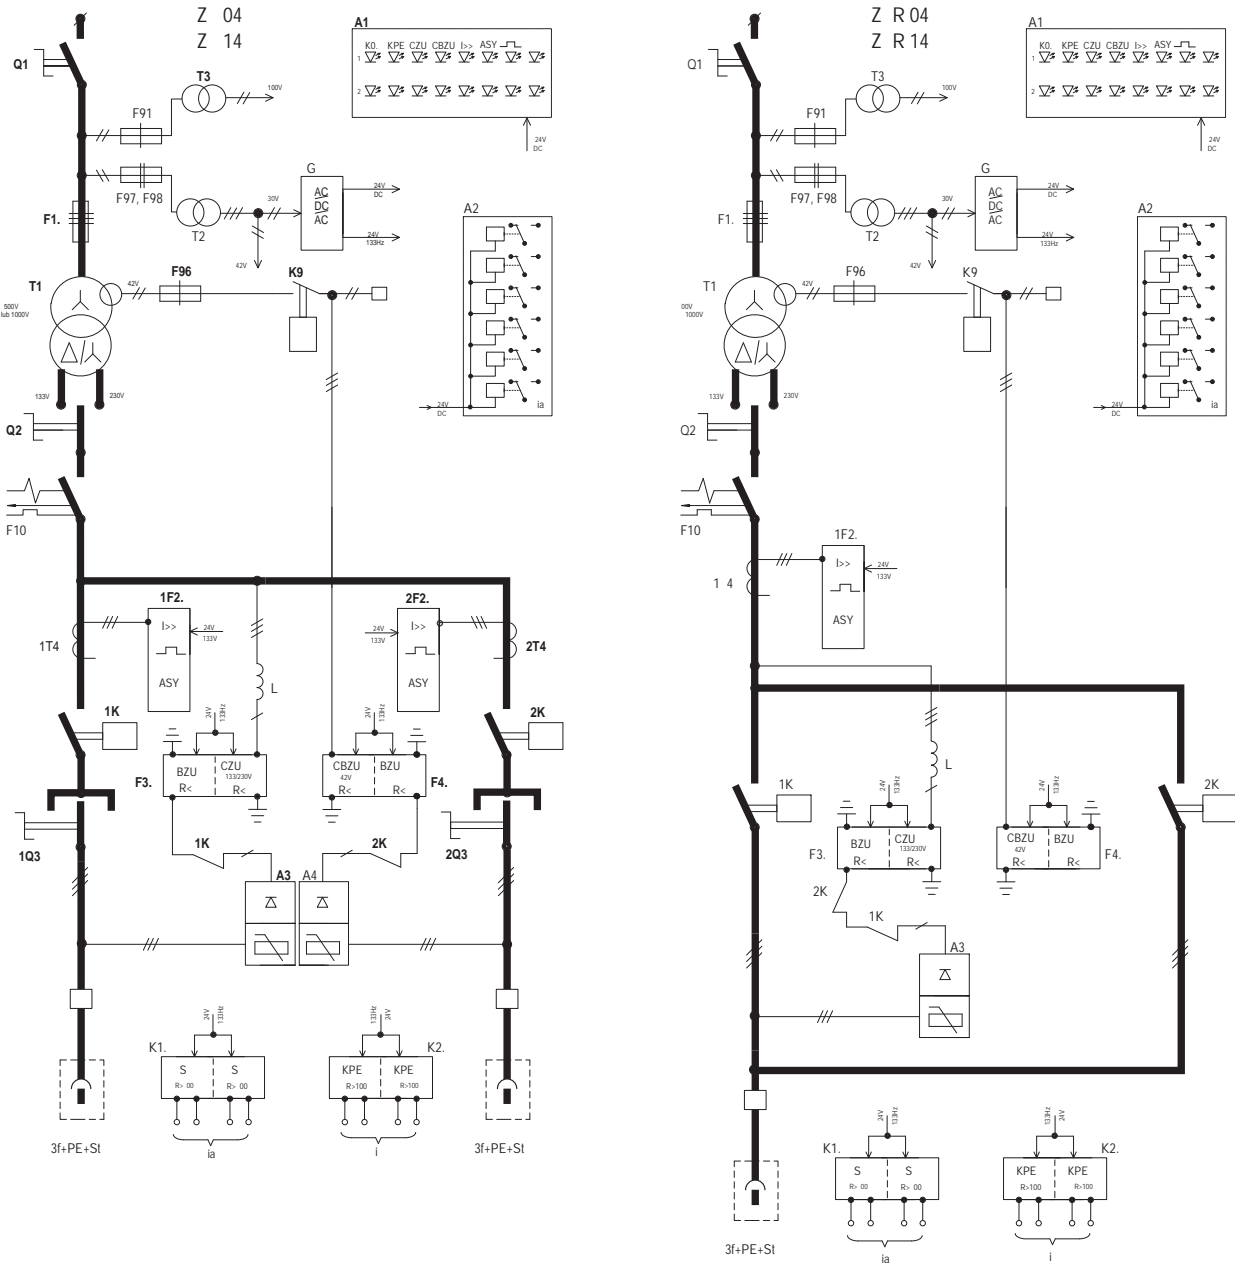 Z 04
Z 14
A1
K0. KPE CZU CBZU I>> ASY
1
2
24V
DC
Q1
T3
100V
F91
F97, F98
T2
30V
42V
G
AC
DC
AC
24V
DC
24V
133Hz
F1.
A2
T1
500V
lub 1000V
42V
F96
K9
133V
230V
24V
DC
ia
Q2
F10
1F2.
I>>
ASY
24V
133V
1T4
2F2.
I>>
ASY
24V
133V
2T4
L
1K
2K
24V
133Hz
24V
133Hz
F3.
BZU
CZU
133/230V
R<
R<
CBZU
42V
BZU
R<
R<
F4.
1Q3
1K
2K
2Q3
A3
A4
K1.
24V
133Hz
S
S
R> 00
R> 00
ia
133Hz
24V
K2.
KPE
KPE
R>100
R>100
i
3f+PE+St
3f+PE+St
Z R 04
Z R 14
A1
K0. KPE CZU CBZU I>> ASY
1
2
24V
DC
Q1
T3
100V
F91
F97, F98
T2
30V
42V
G
AC
DC
AC
24V
DC
24V
133Hz
F1.
A2
T1
00V
1000V
42V
F96
K9
133V
230V
24V
DC
ia
Q2
F10
1F2.
I>>
ASY
24V
133V
1 4
L
1K
2K
24V
133Hz
24V
133Hz
F3.
BZU
CZU
133/230V
R<
R<
CBZU
42V
BZU
R<
R<
F4.
2K
1K
A3
K1.
24V
133Hz
S
S
R> 00
R> 00
ia
133Hz
24V
K2.
KPE
KPE
R>100
R>100
i
3f+PE+St